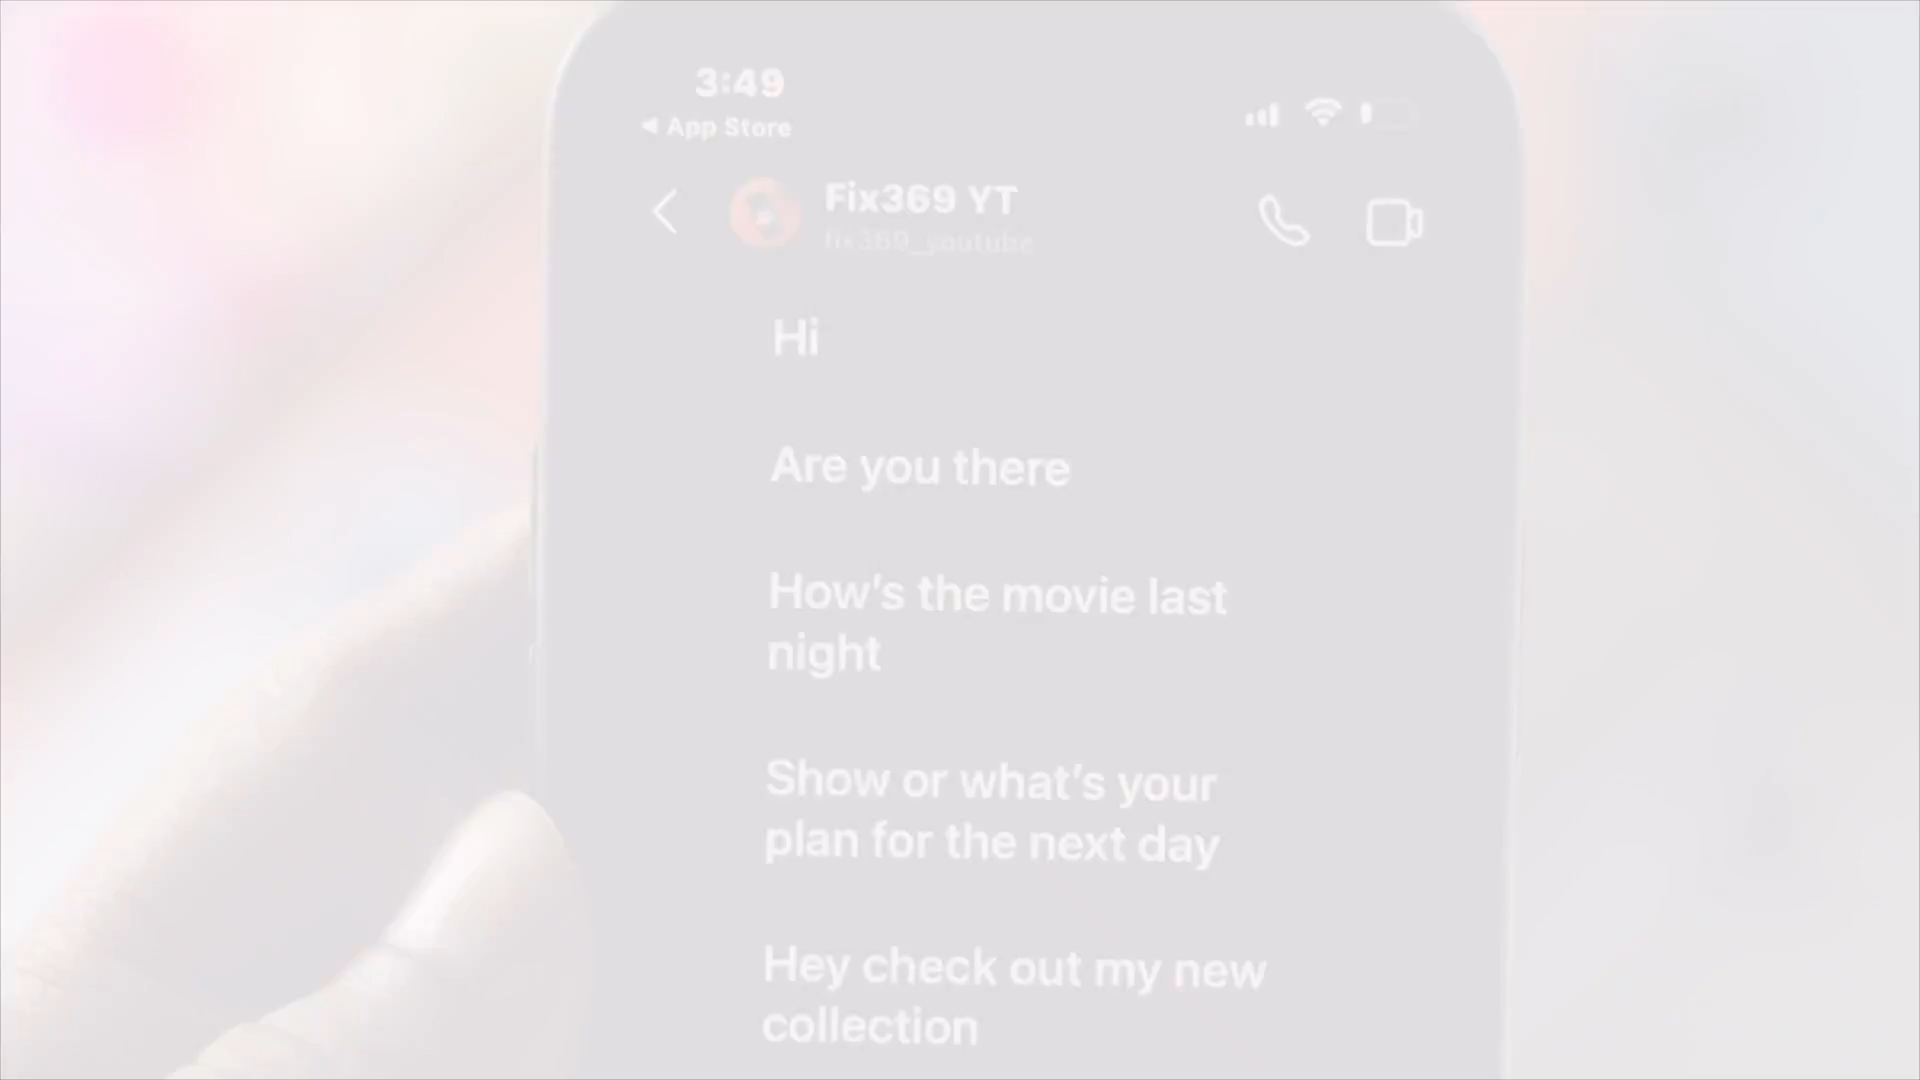 3:49
◀ App Store
Fix369 YT
fix369_youtube
Hi
Are you there
How's the movie last
night
Show or what's your
plan for the next day
Hey check out my new
collection